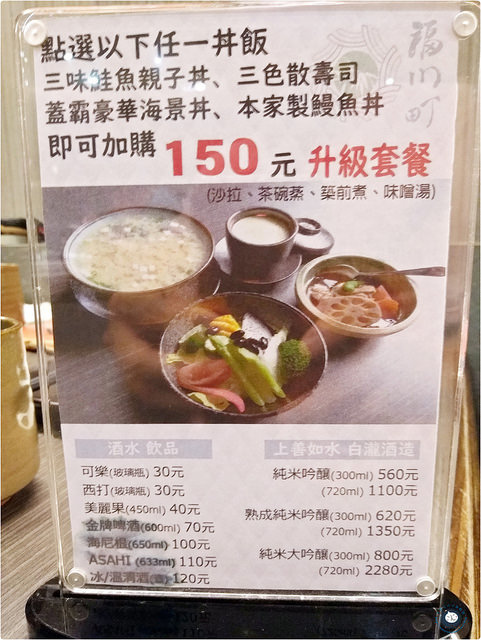 點選以下任一丼飯
福川町
三味鮭魚親子丼、三色散壽司
蓋霸豪華海景丼、本家製鰻魚丼
即可加購150元 升級套餐
(沙拉、茶碗蒸、築前煮、味噌湯)
酒水 飲品
可樂(玻璃瓶) 30元
西打(玻璃瓶) 30元
美麗果(450ml) 40元
金牌啤酒(600ml) 70元
海尼根(650ml) 100元
ASAHI (633ml) 110元
冰/溫清酒(壺) 120元
上善如水 白瀧酒造
純米吟釀(300ml) 560元
(720ml) 1100元
熟成純米吟釀(300ml) 620元
(720ml) 1350元
純米大吟釀(300ml) 800元
(720ml) 2280元